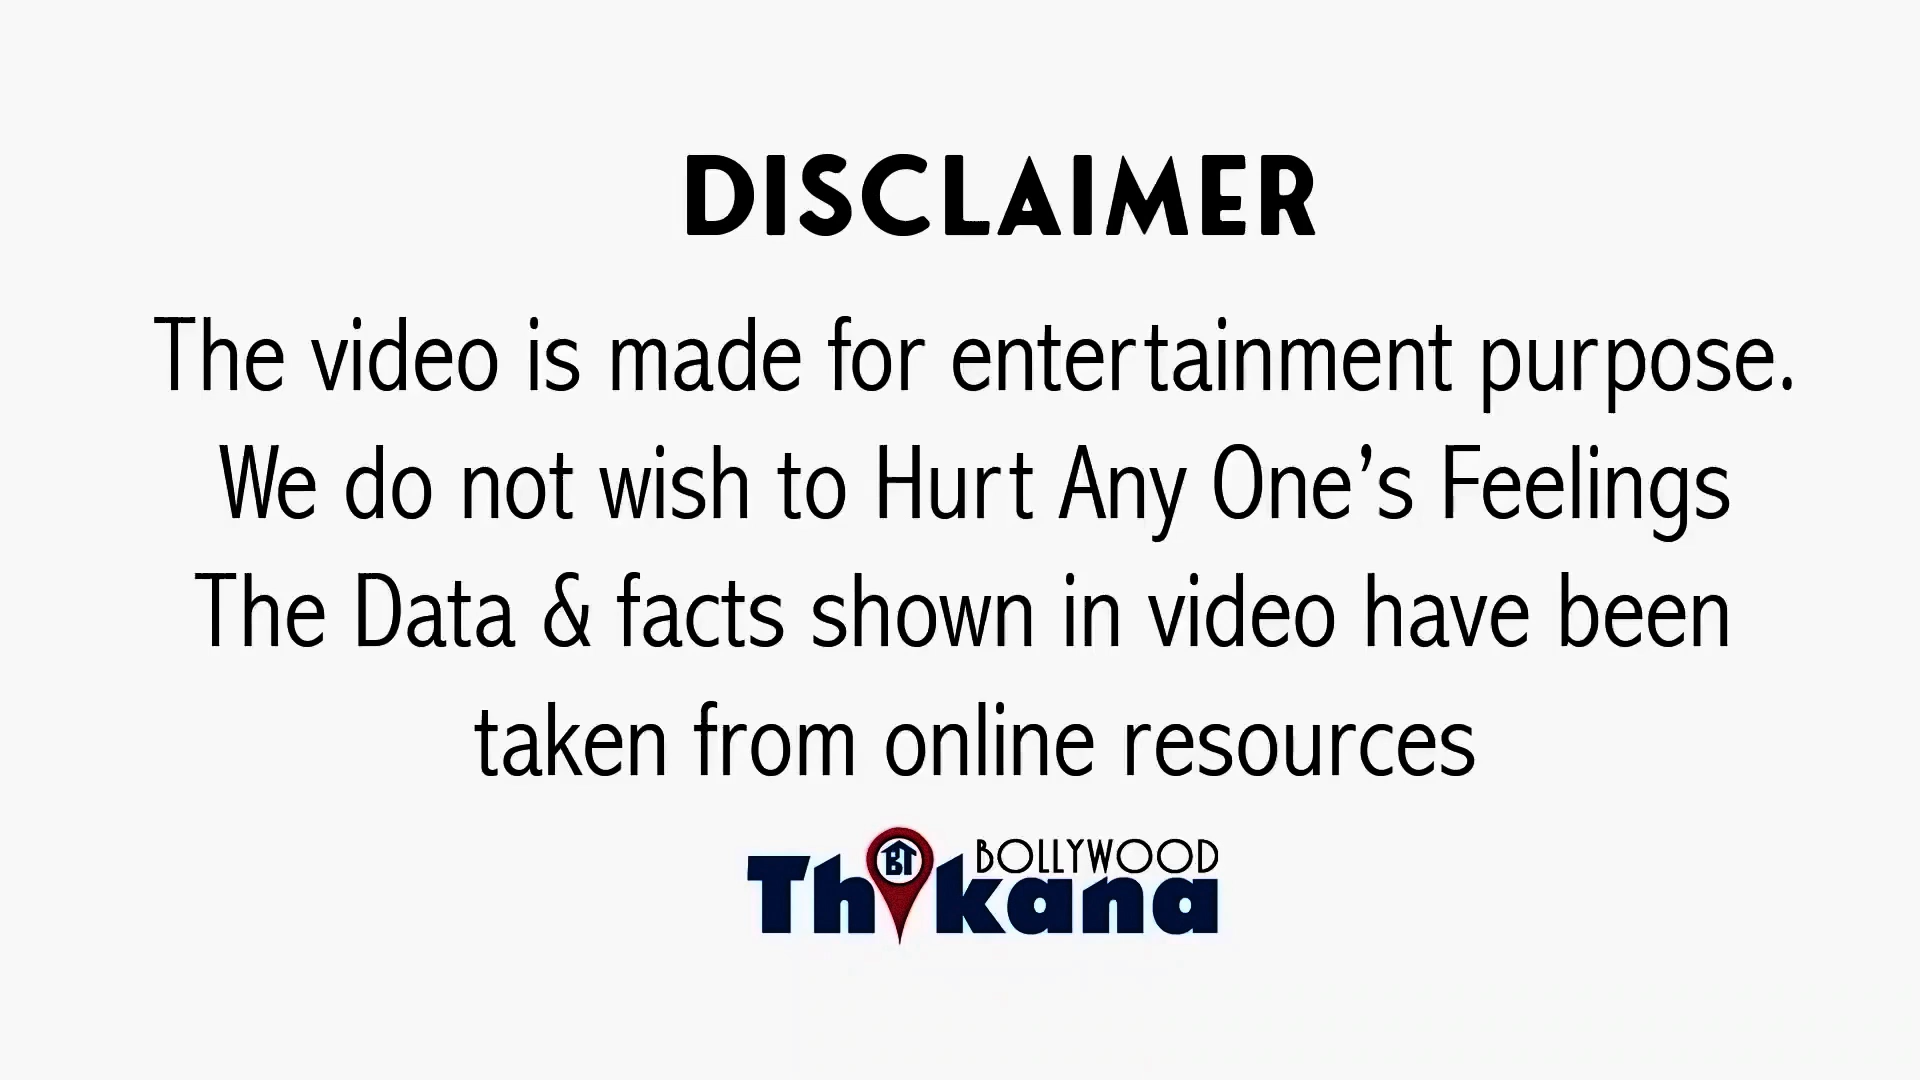 DISCLAIMER
The video is made for entertainment purpose.
We do not wish to Hurt Any One’s Feelings
The Data & facts shown in video have been
taken from online resources
BOLLYWOOD
BT
Thikana